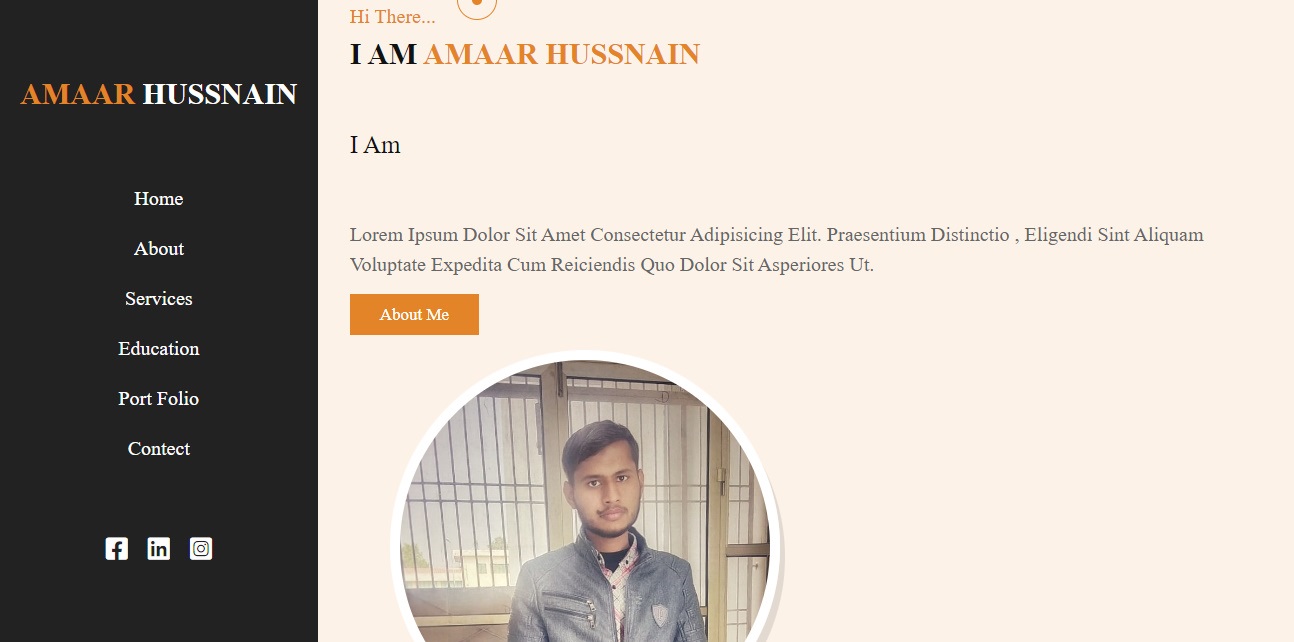 AMAAR HUSSNAIN
Home
About
Services
Education
Port Folio
Contect
Hi There...
I AM AMAAR HUSSNAIN
I Am
Lorem Ipsum Dolor Sit Amet Consectetur Adipisicing Elit. Praesentium Distinctio , Eligendi Sint Aliquam
Voluptate Expedita Cum Reiciendis Quo Dolor Sit Asperiores Ut.
About Me